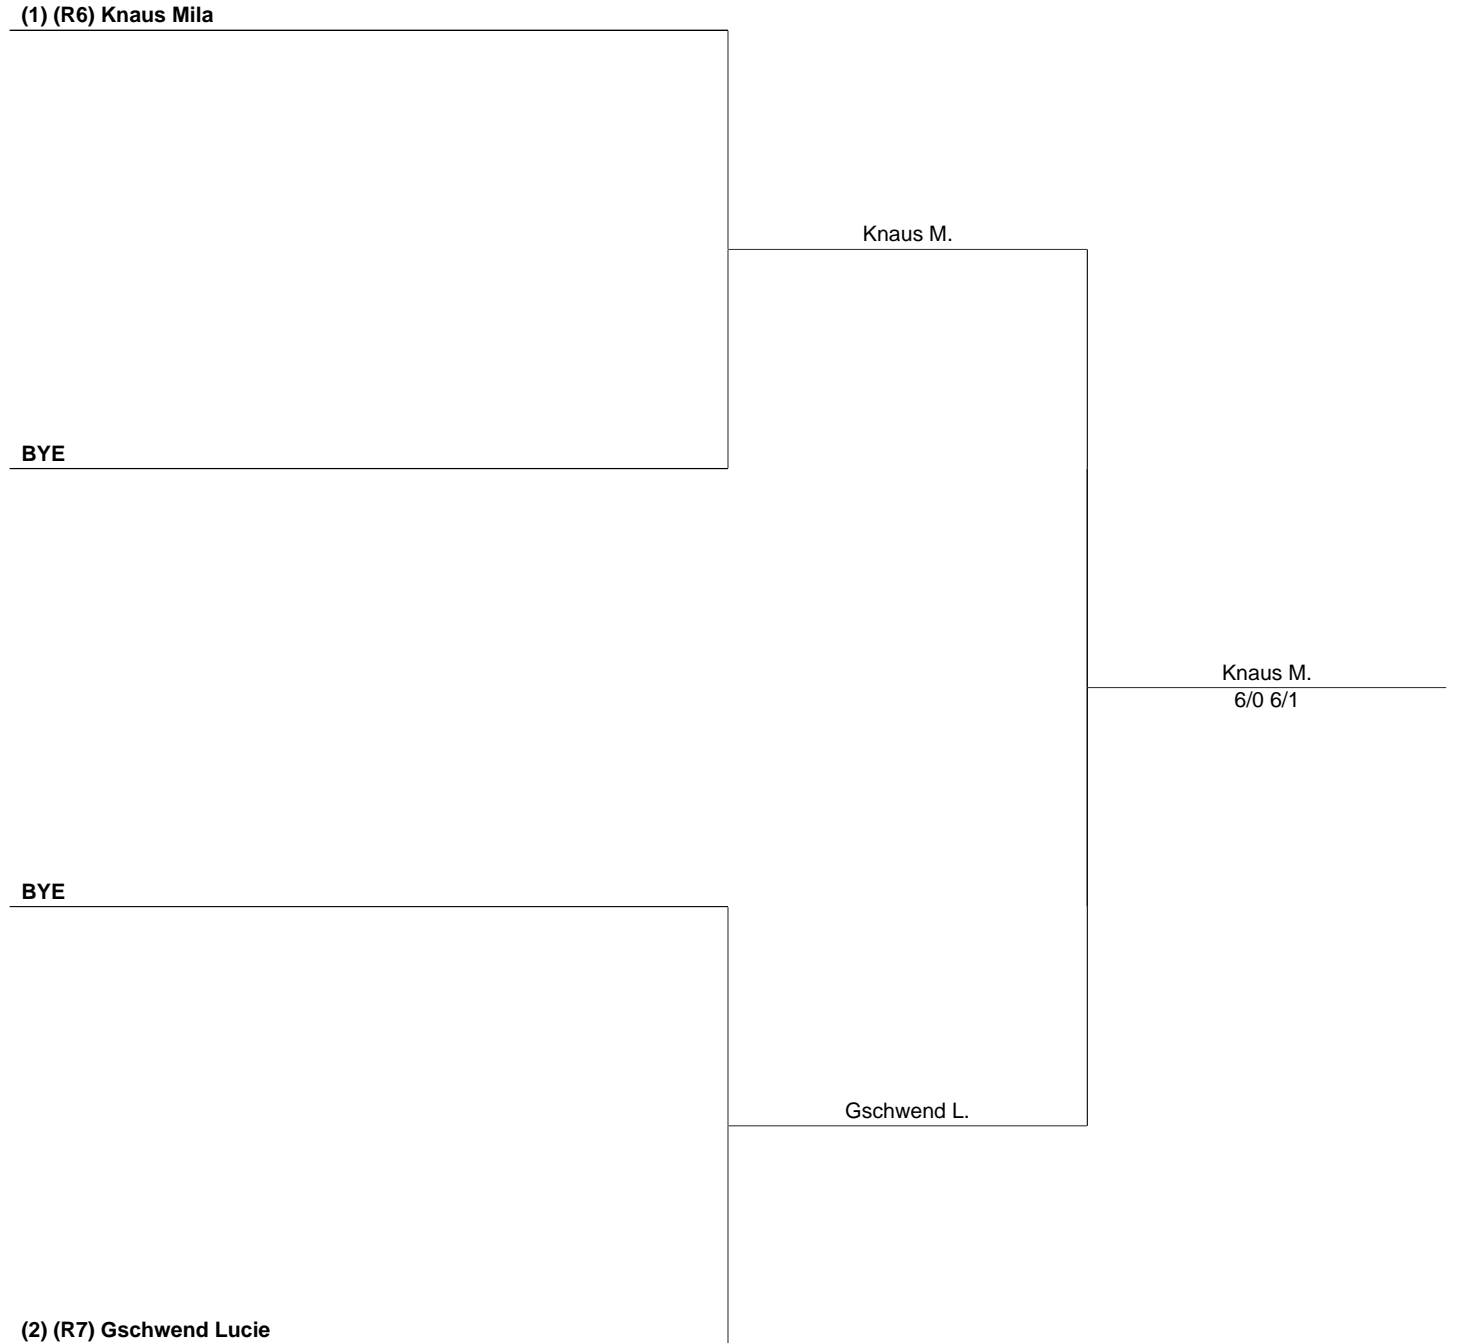 (1) (R6) Knaus Mila
Knaus M.
BYE
Knaus M.
6/0 6/1
BYE
Gschwend L.
(2) (R7) Gschwend Lucie